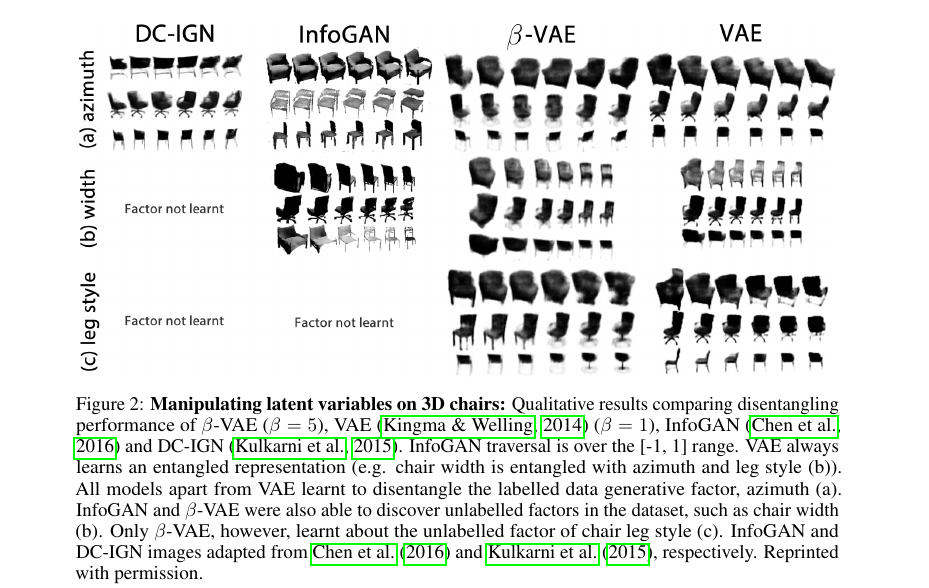 DC-IGN InfoGAN β-VAE VAE
(a) azimuth
(b) width
Factor not learnt
(c) leg style
Factor not learnt Factor not learnt
Figure 2: Manipulating latent variables on 3D chairs: Qualitative results comparing disentangling
performance of β-VAE (β = 5), VAE (Kingma & Welling, 2014) (β = 1), InfoGAN (Chen et al.,
2016) and DC-IGN (Kulkarni et al., 2015). InfoGAN traversal is over the [-1, 1] range. VAE always
learns an entangled representation (e.g. chair width is entangled with azimuth and leg style (b)).
All models apart from VAE learnt to disentangle the labelled data generative factor, azimuth (a).
InfoGAN and β-VAE were also able to discover unlabelled factors in the dataset, such as chair width
(b). Only β-VAE, however, learnt about the unlabelled factor of chair leg style (c). InfoGAN and
DC-IGN images adapted from Chen et al. (2016) and Kulkarni et al. (2015), respectively. Reprinted
with permission.